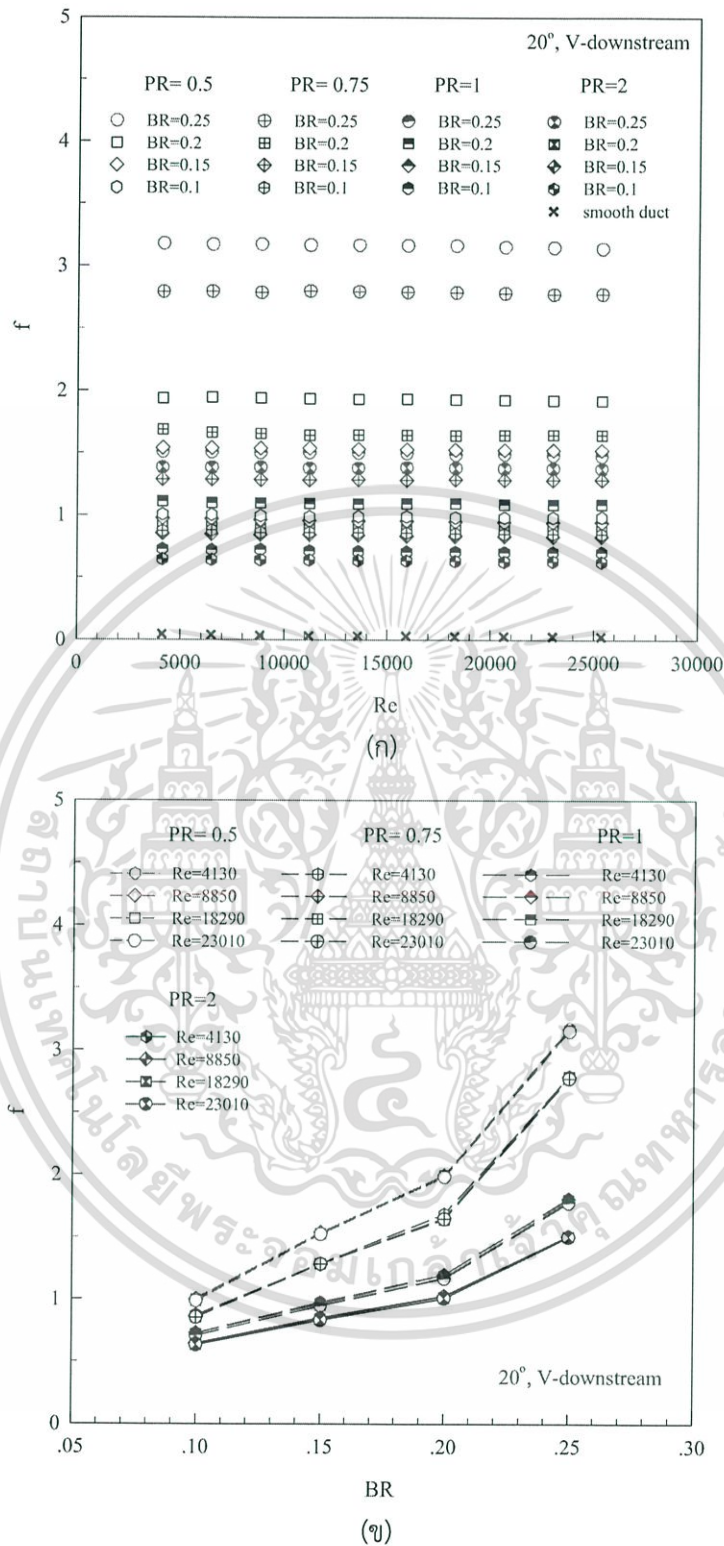 5
4
3
2
1
0
f
20°, V-downstream
PR= 0.5 PR= 0.75 PR=1 PR=2
BR=0.25 BR=0.25 BR=0.25 BR=0.25
BR=0.2 BR=0.2 BR=0.2 BR=0.2
BR=0.15 BR=0.15 BR=0.15 BR=0.15
BR=0.1 BR=0.1 BR=0.1 BR=0.1
smooth duct
0 5000 10000 15000 20000 25000 30000
Re
(ก)
5
4
3
2
1
0
f
PR= 0.5 PR= 0.75 PR=1
Re=4130 Re=4130 Re=4130
Re=8850 Re=8850 Re=8850
Re=18290 Re=18290 Re=18290
Re=23010 Re=23010 Re=23010
PR=2
Re=4130
Re=8850
Re=18290
Re=23010
20°, V-downstream
.05 .10 .15 .20 .25 .30
BR
(ข)